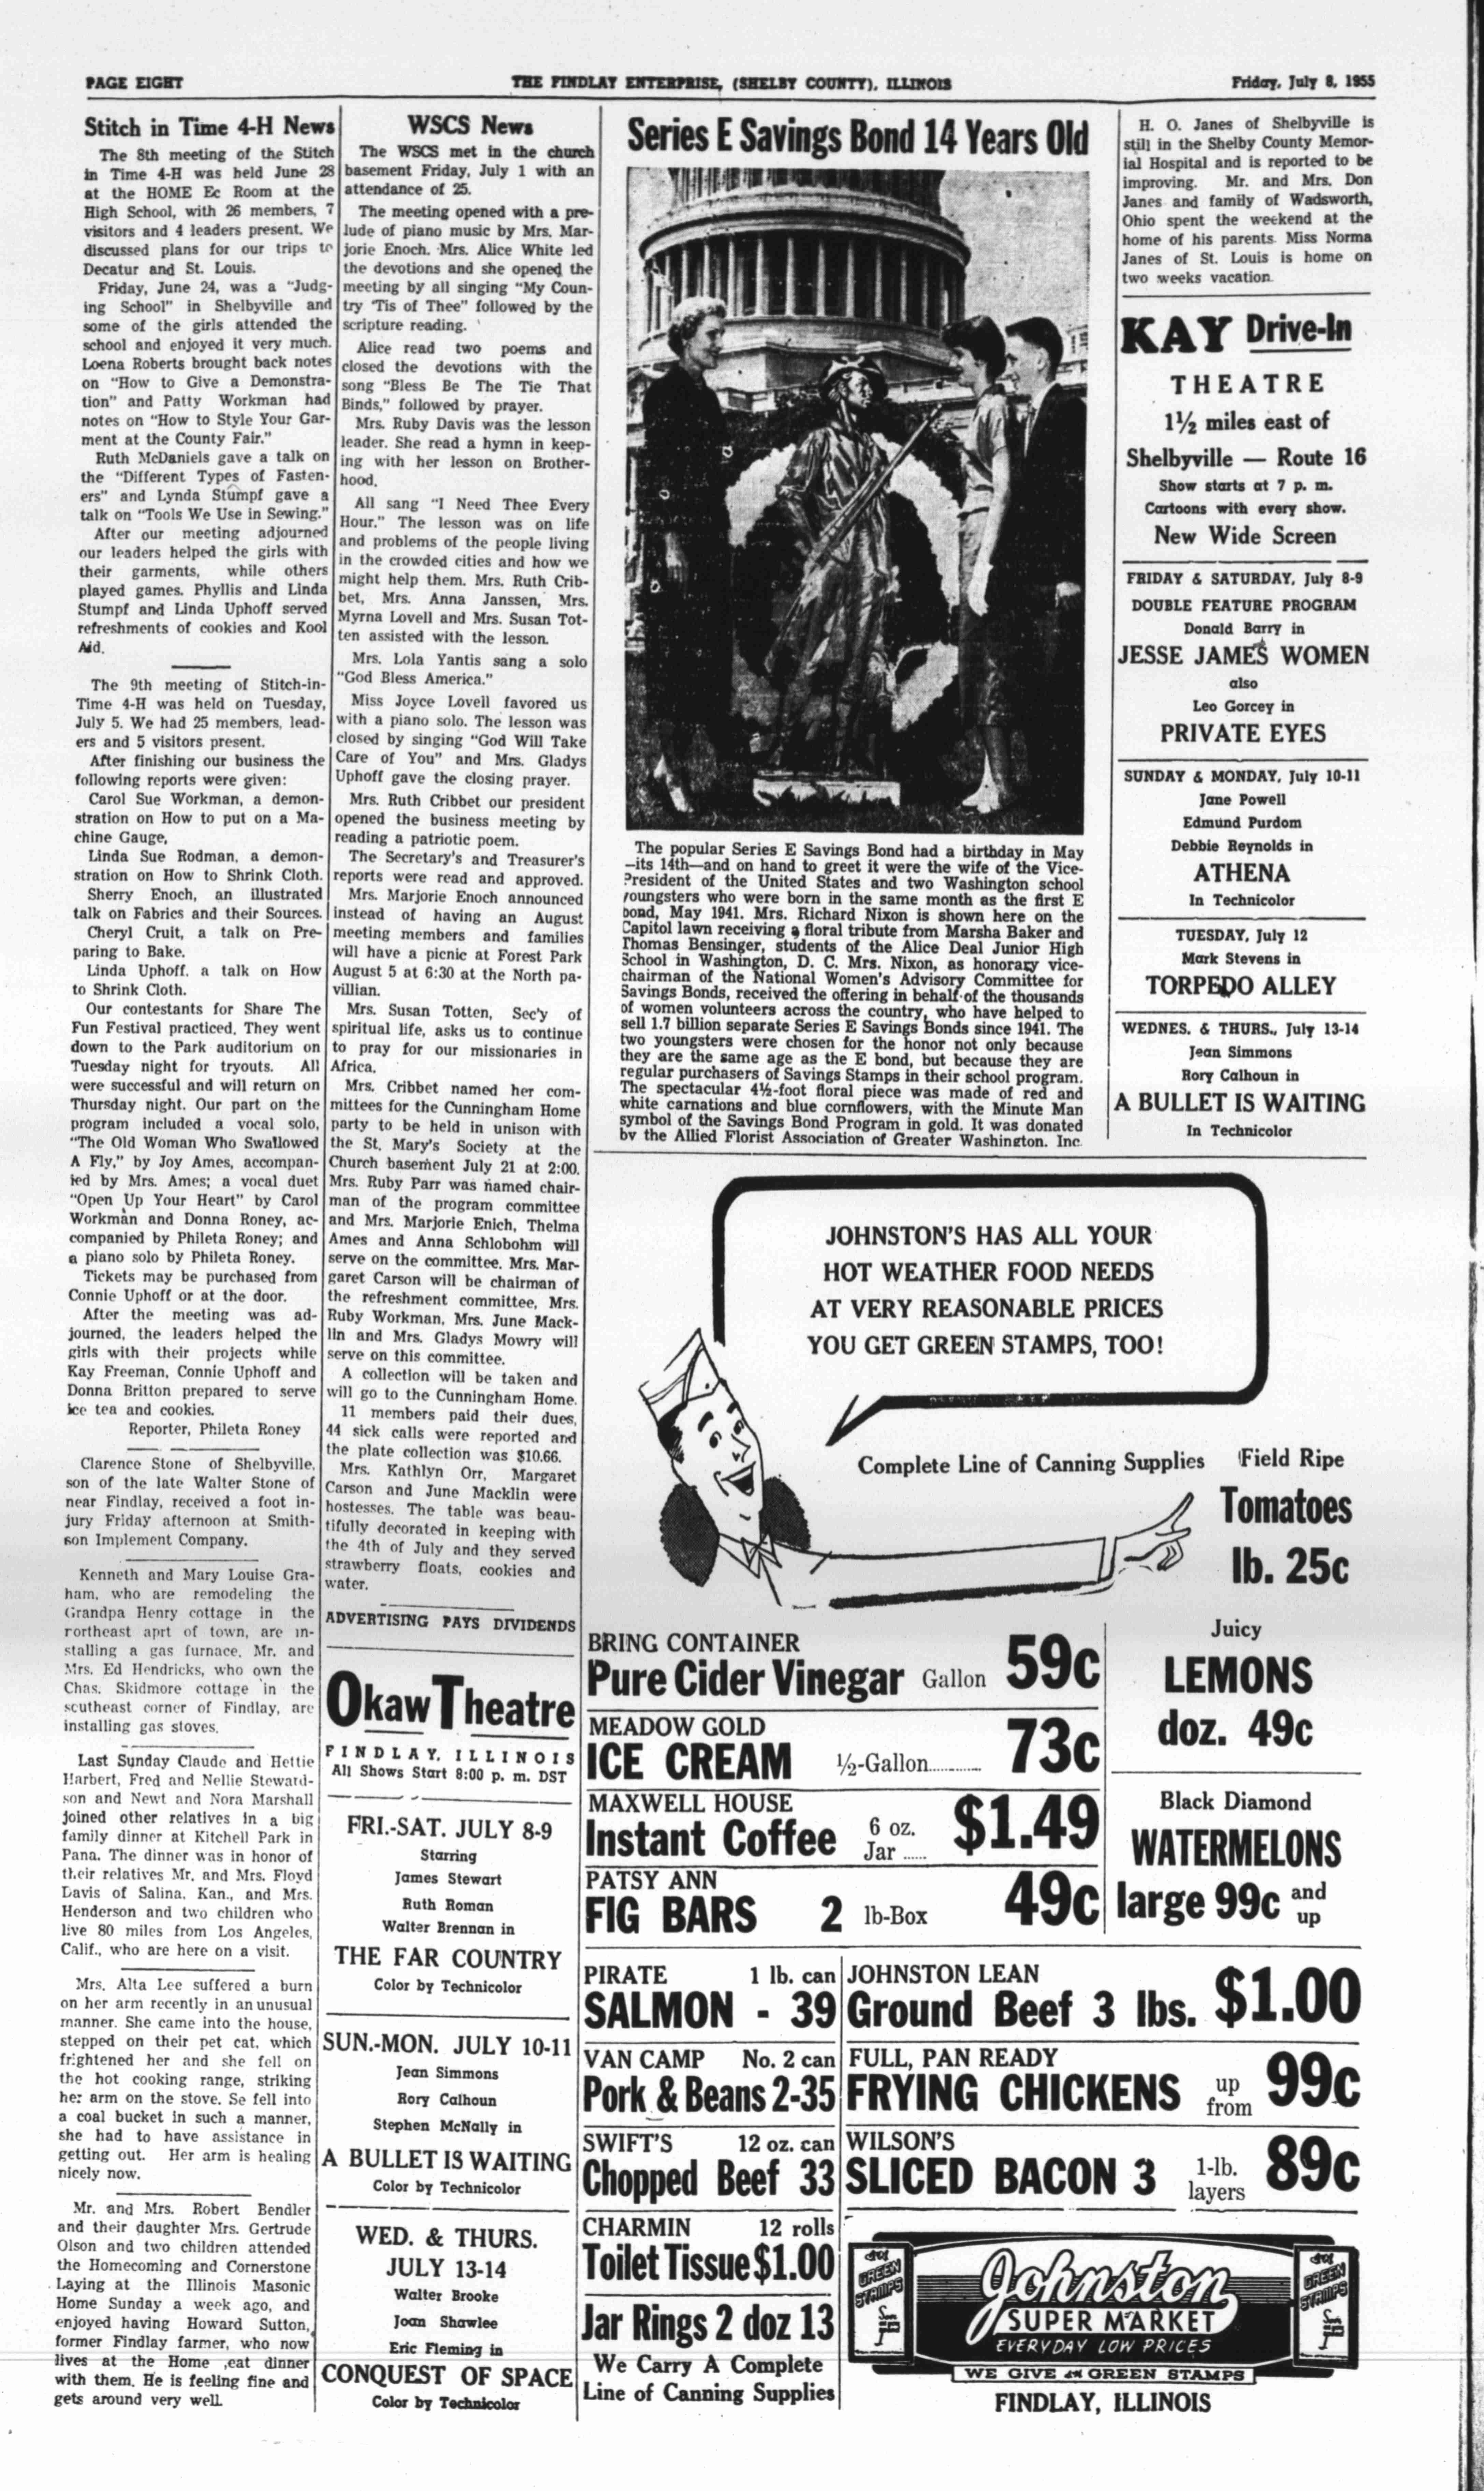 PAGE EIGHT
THE FINDLAY ENTERPRISE, (SHELBY COUNTY), ILLINOIS
Friday, July 8, 1955
Stitch in Time 4-H News
The 8th meeting of the Stitch
in Time 4-H was held June 28
at the HOME Ec Room at the
High School, with 26 members, 7
visitors and 4 leaders present. We
discussed plans for our trips to
Decatur and St. Louis.
Friday, June 24, was a "Judg-
ing School" in Shelbyville and
some of the girls attended the
school and enjoyed it very much.
Loena Roberts brought back notes
on "How to Give a Demonstra-
tion" and Patty Workman had
notes on "How to Style Your Gar-
ment at the County Fair."
Ruth McDaniels gave a talk on
the "Different Types of Fasten-
ers" and Lynda Stumpf gave a
talk on "Tools We Use in Sewing."
After our meeting adjourned
our leaders helped the girls with
their garments, while others
played games. Phyllis and Linda
Stumpf and Linda Uphoff served
refreshments of cookies and Kool
Aid.
The 9th meeting of Stitch-in-
Time 4-H was held on Tuesday,
July 5. We had 25 members, lead-
ers and 5 visitors present.
After finishing our business the
following reports were given:
Carol Sue Workman, a demon-
stration on How to put on a Ma-
chine Gauge,
Linda Sue Rodman, a demon-
stration on How to Shrink Cloth.
Sherry Enoch, an illustrated
talk on Fabrics and their Sources.
Cheryl Cruit, a talk on Pre-
paring to Bake.
Linda Uphoff, a talk on How
to Shrink Cloth.
Our contestants for Share The
Fun Festival practiced. They went
down to the Park auditorium on
Tuesday night for tryouts. All
were successful and will return on
Thursday night. Our part on the
program included a vocal solo,
"The Old Woman Who Swallowed
A Fly," by Joy Ames, accompan-
ied by Mrs. Ames; a vocal duet
"Open Up Your Heart" by Carol
Workman and Donna Roney, ac-
companied by Phileta Roney; and
a piano solo by Phileta Roney.
Tickets may be purchased from
Connie Uphoff or at the door.
After the meeting was ad-
journed, the leaders helped the
girls with their projects while
Kay Freeman, Connie Uphoff and
Donna Britton prepared to serve
ice tea and cookies.
Reporter, Phileta Roney
Clarence Stone of Shelbyville,
son of the late Walter Stone of
near Findlay, received a foot in-
jury Friday afternoon at Smith-
son Implement Company.
Kenneth and Mary Louise Gra-
ham, who are remodeling the
Grandpa Henry cottage in the
rortheast aprt of town, are in-
stalling a gas furnace. Mr. and
Mrs. Ed Hendricks, who own the
Chas. Skidmore cottage in the
southeast corner of Findlay, are
installing gas stoves.
Last Sunday Claude and Hettie
Harbert, Fred and Nellie Steward-
son and Newt and Nora Marshall
joined other relatives in a big
family dinner at Kitchell Park in
Pana. The dinner was in honor of
their relatives Mr. and Mrs. Floyd
Davis of Salina, Kan., and Mrs.
Henderson and two children who
live 80 miles from Los Angeles,
Calif., who are here on a visit.
Mrs. Alta Lee suffered a burn
on her arm recently in an unusual
manner. She came into the house,
stepped on their pet cat, which
frightened her and she fell on
the hot cooking range, striking
her arm on the stove. Se fell into
a coal bucket in such a manner,
she had to have assistance in
getting out. Her arm is healing
nicely now.
Mr. and Mrs. Robert Bendler
and their daughter Mrs. Gertrude
Olson and two children attended
the Homecoming and Cornerstone
Laying at the Illinois Masonic
Home Sunday a week ago, and
enjoyed having Howard Sutton,
former Findlay farmer, who now
lives at the Home ,eat dinner
with them. He is feeling fine and
gets around very well.
WSCS News
The WSCS met in the church
basement Friday, July 1 with an
attendance of 25.
The meeting opened with a pre-
lude of piano music by Mrs. Mar-
jorie Enoch. Mrs. Alice White led
the devotions and she opened the
meeting by all singing "My Coun-
try 'Tis of Thee" followed by the
scripture reading.
Alice read two poems and
closed the devotions with the
song "Bless Be The Tie That
Binds," followed by prayer.
Mrs. Ruby Davis was the lesson
leader. She read a hymn in keep-
ing with her lesson on Brother-
hood.
All sang "I Need Thee Every
Hour." The lesson was on life
and problems of the people living
in the crowded cities and how we
might help them. Mrs. Ruth Crib-
bet, Mrs. Anna Janssen, Mrs.
Myrna Lovell and Mrs. Susan Tot-
ten assisted with the lesson.
Mrs. Lola Yantis sang a solo
"God Bless America."
Miss Joyce Lovell favored us
with a piano solo. The lesson was
closed by singing "God Will Take
Care of You" and Mrs. Gladys
Uphoff gave the closing prayer.
Mrs. Ruth Cribbet our president
opened the business meeting by
reading a patriotic poem.
The Secretary's and Treasurer's
reports were read and approved.
Mrs. Marjorie Enoch announced
instead of having an August
meeting members and families
will have a picnic at Forest Park
August 5 at 6:30 at the North pa-
villian.
Mrs. Susan Totten, Sec'y of
spiritual life, asks us to continue
to pray for our missionaries in
Africa.
Mrs. Cribbet named her com-
mittees for the Cunningham Home
party to be held in unison with
the St. Mary's Society at the
Church basement July 21 at 2:00.
Mrs. Ruby Parr was named chair-
man of the program committee
and Mrs. Marjorie Enich, Thelma
Ames and Anna Schlobohm will
serve on the committee. Mrs. Mar-
garet Carson will be chairman of
the refreshment committee, Mrs.
Ruby Workman, Mrs. June Mack-
lin and Mrs. Gladys Mowry will
serve on this committee.
A collection will be taken and
will go to the Cunningham Home.
11 members paid their dues,
44 sick calls were reported and
the plate collection was $10.66.
Mrs. Kathlyn Orr, Margaret
Carson and June Macklin were
hostesses. The table was beau-
tifully decorated in keeping with
the 4th of July and they served
strawberry floats, cookies and
water.
ADVERTISING PAYS DIVIDENDS
Okaw Theatre
FINDLAY, ILLINOIS
All Shows Start 8:00 p. m. DST
FRI.-SAT. JULY 8-9
Starring
James Stewart
Ruth Roman
Walter Brennan in
THE FAR COUNTRY
Color by Technicolor
SUN.-MON. JULY 10-11
Jean Simmons
Rory Calhoun
Stephen McNally in
A BULLET IS WAITING
Color by Technicolor
WED. & THURS.
JULY 13-14
Walter Brooke
Joan Shawlee
Eric Fleming in
CONQUEST OF SPACE
Color by Technicolor
Series E Savings Bond 14 Years Old
The popular Series E Savings Bond had a birthday in May
—its 14th—and on hand to greet it were the wife of the Vice-
President of the United States and two Washington school
youngsters who were born in the same month as the first E
bond, May 1941. Mrs. Richard Nixon is shown here on the
Capitol lawn receiving a floral tribute from Marsha Baker and
Thomas Bensinger, students of the Alice Deal Junior High
School in Washington, D. C. Mrs. Nixon, as honorary vice-
chairman of the National Women's Advisory Committee for
Savings Bonds, received the offering in behalf of the thousands
of women volunteers across the country, who have helped to
sell 1.7 billion separate Series E Savings Bonds since 1941. The
two youngsters were chosen for the honor not only because
they are the same age as the E bond, but because they are
regular purchasers of Savings Stamps in their school program.
The spectacular 4½-foot floral piece was made of red and
white carnations and blue cornflowers, with the Minute Man
symbol of the Savings Bond Program in gold. It was donated
by the Allied Florist Association of Greater Washington, Inc.
H. O. Janes of Shelbyville is
still in the Shelby County Memor-
ial Hospital and is reported to be
improving. Mr. and Mrs. Don
Janes and family of Wadsworth,
Ohio spent the weekend at the
home of his parents. Miss Norma
Janes of St. Louis is home on
two weeks vacation.
KAY Drive-In
THEATRE
1½ miles east of
Shelbyville — Route 16
Show starts at 7 p. m.
Cartoons with every show.
New Wide Screen
FRIDAY & SATURDAY, July 8-9
DOUBLE FEATURE PROGRAM
Donald Barry in
JESSE JAMES WOMEN
also
Leo Gorcey in
PRIVATE EYES
SUNDAY & MONDAY, July 10-11
Jane Powell
Edmund Purdom
Debbie Reynolds in
ATHENA
In Technicolor
TUESDAY, July 12
Mark Stevens in
TORPEDO ALLEY
WEDNES. & THURS., July 13-14
Jean Simmons
Rory Calhoun in
A BULLET IS WAITING
In Technicolor
JOHNSTON'S HAS ALL YOUR
HOT WEATHER FOOD NEEDS
AT VERY REASONABLE PRICES
YOU GET GREEN STAMPS, TOO!
Complete Line of Canning Supplies
Field Ripe
Tomatoes
lb. 25c
BRING CONTAINER
Pure Cider Vinegar Gallon 59c
MEADOW GOLD
ICE CREAM ½-Gallon............ 73c
MAXWELL HOUSE
Instant Coffee 6 oz. Jar ...... $1.49
PATSY ANN
FIG BARS 2 lb-Box 49c
Juicy
LEMONS
doz. 49c
Black Diamond
WATERMELONS
large 99c and up
PIRATE 1 lb. can
SALMON - 39
VAN CAMP No. 2 can
Pork & Beans 2-35
SWIFT'S 12 oz. can
Chopped Beef 33
CHARMIN 12 rolls
Toilet Tissue $1.00
Jar Rings 2 doz 13
We Carry A Complete
Line of Canning Supplies
JOHNSTON LEAN
Ground Beef 3 lbs. $1.00
FULL, PAN READY
FRYING CHICKENS up from 99c
WILSON'S
SLICED BACON 3 1-lb. layers 89c
GREEN
STAMPS
Johnston
SUPER MARKET
EVERYDAY LOW PRICES
GREEN
STAMPS
WE GIVE S&H GREEN STAMPS
FINDLAY, ILLINOIS